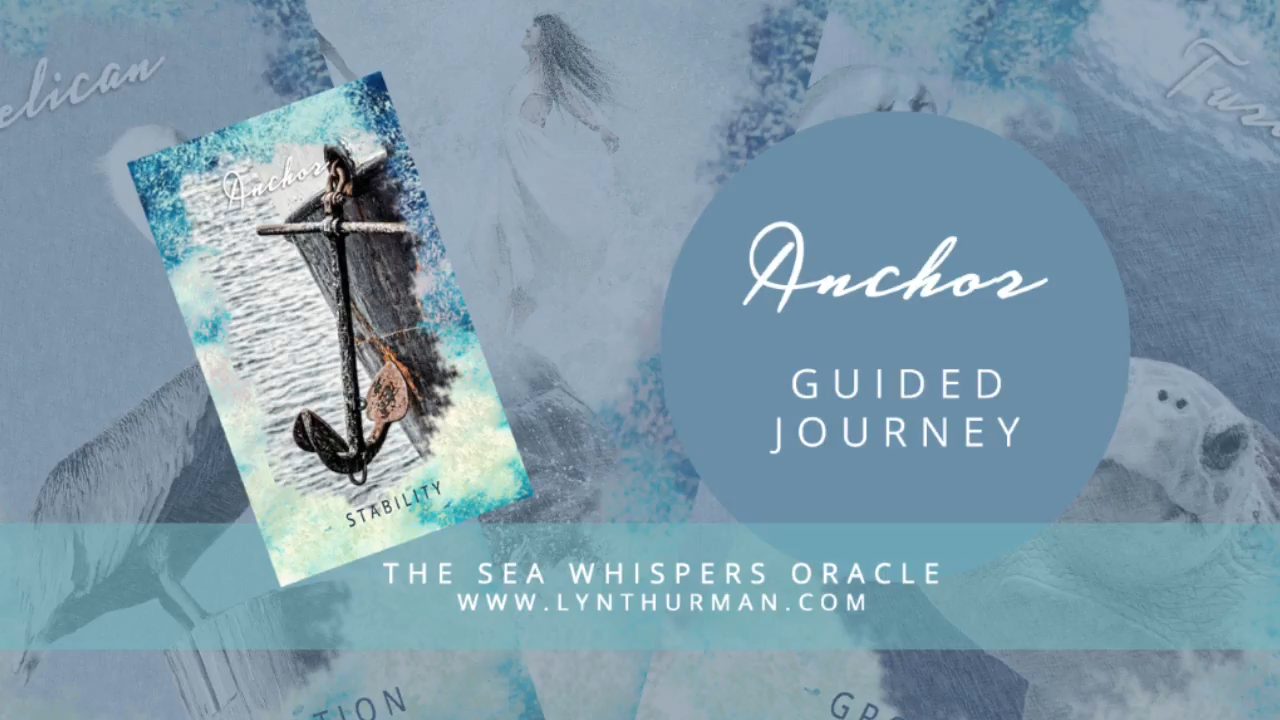 Anchor
STABILITY
Anchor
GUIDED
JOURNEY
THE SEA WHISPERS ORACLE
WWW.LYNTHURMAN.COM